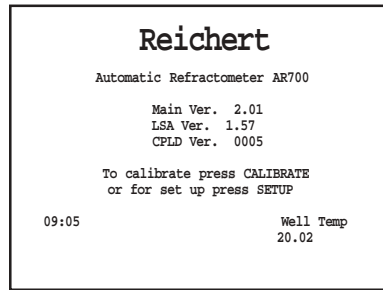 Reichert
Automatic Refractometer AR700
Main Ver. 2.01
LSA Ver. 1.57
CPLD Ver. 0005
To calibrate press CALIBRATE
or for set up press SETUP
09:05 Well Temp
20.02